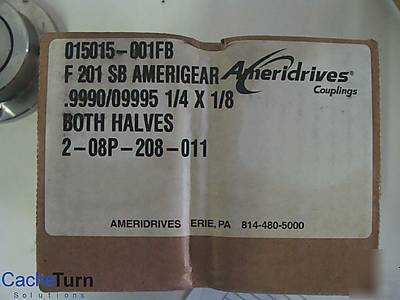 015015-001FB
F 201 SB AMERIGEAR
.9990/09995 1/4 X 1/8
BOTH HALVES
2-08P-208-011
Ameridrives®
Couplings
AMERIDRIVES ERIE, PA 814-480-5000
CacheTurn
Solutions